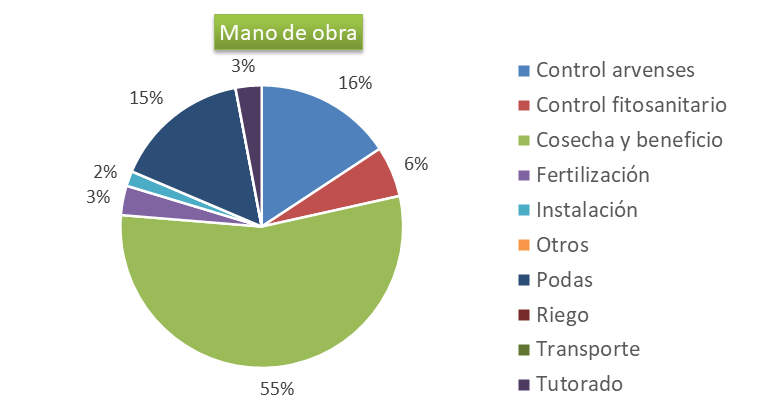 Mano de obra
3%
16%
15%
6%
2%
3%
55%
Control arvenses
Control fitosanitario
Cosecha y beneficio
Fertilización
Instalación
Otros
Podas
Riego
Transporte
Tutorado